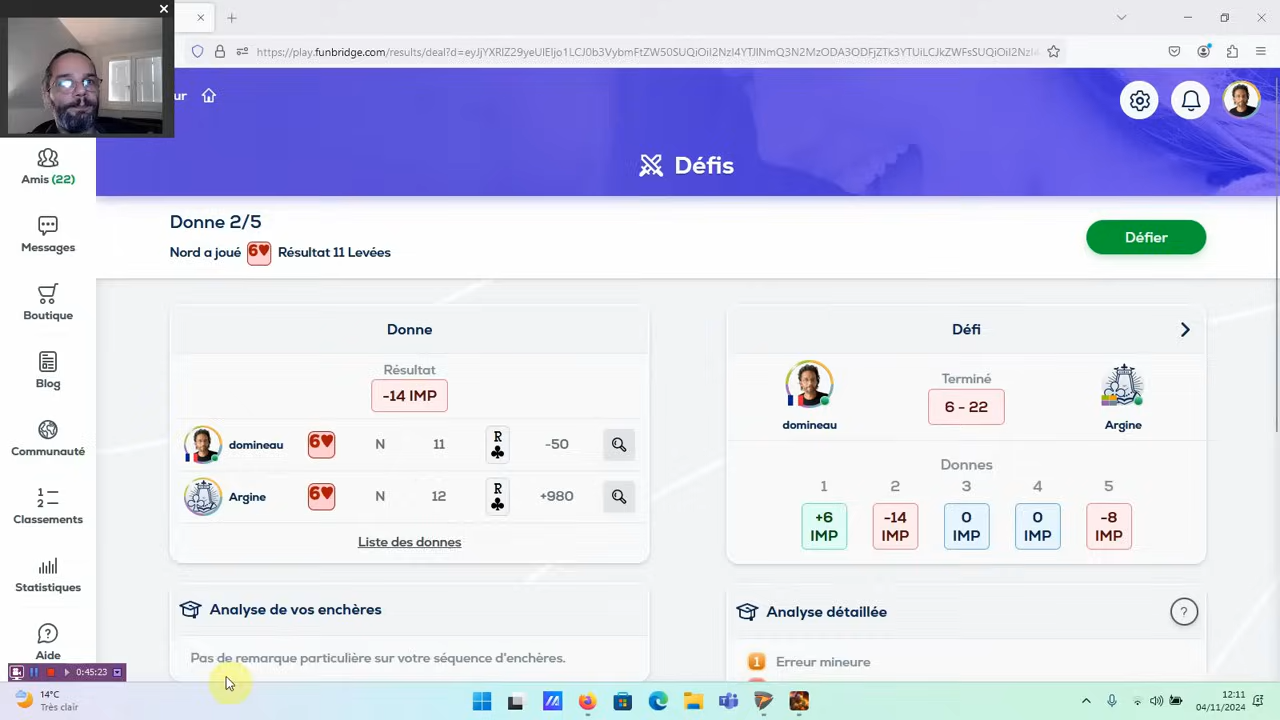 https://play.funbridge.com/results/deal?d=
ur
Défis
Amis (22)
Messages
Boutique
Blog
Communauté
1
2
Classements
Statistiques
Aide
Donne 2/5
Nord a joué 6♥ Résultat 11 Levées
Défier
Donne
Résultat
-14 IMP
domineau 6♥ N 11 R♣ -50
Argine 6♥ N 12 R♣ +980
Liste des donnes
Défi
Terminé
6 - 22
domineau
Argine
Donnes
1 2 3 4 5
+6 -14 0 0 -8
IMP IMP IMP IMP IMP
Analyse de vos enchères
Pas de remarque particulière sur votre séquence d'enchères.
Analyse détaillée ?
1 Erreur mineure
0:45:23
14°C
Très clair
12:11
04/11/2024